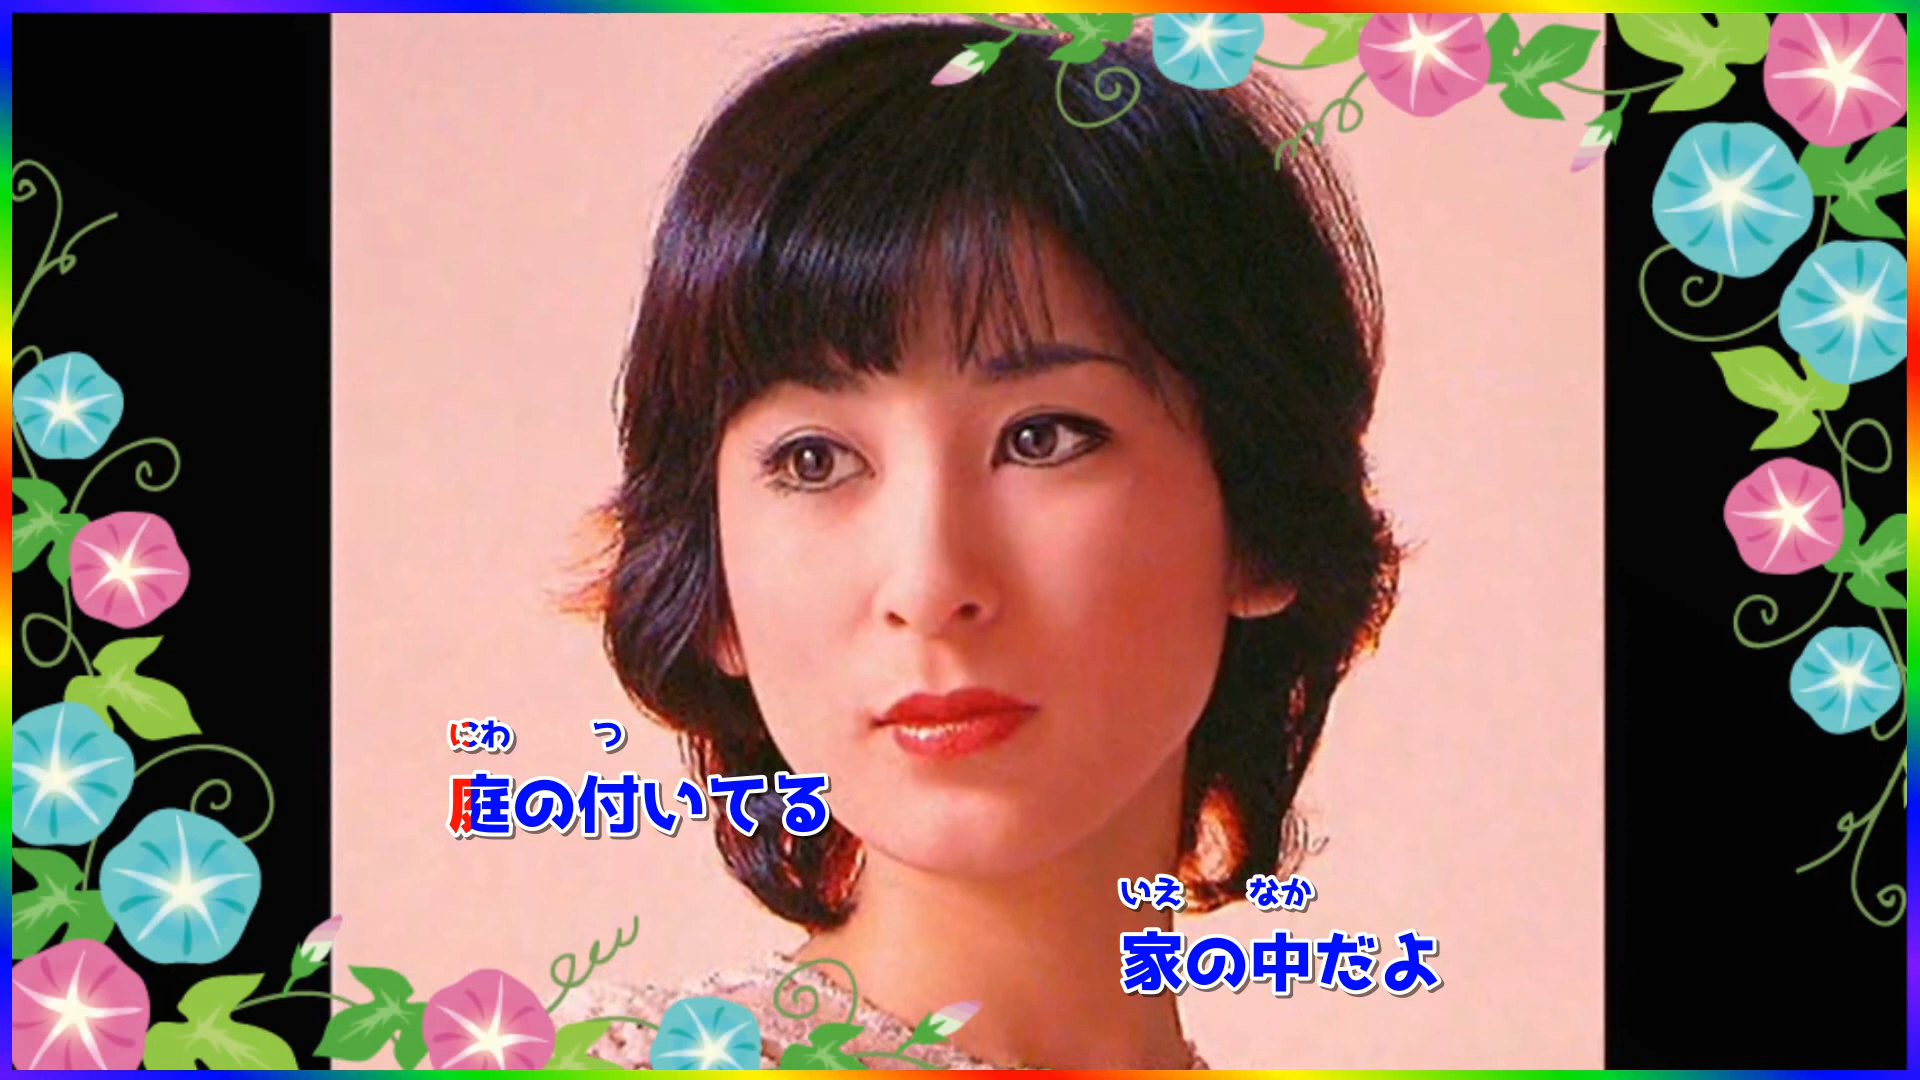 にわ つ
庭の付いてる
いえ なか
家の中だよ